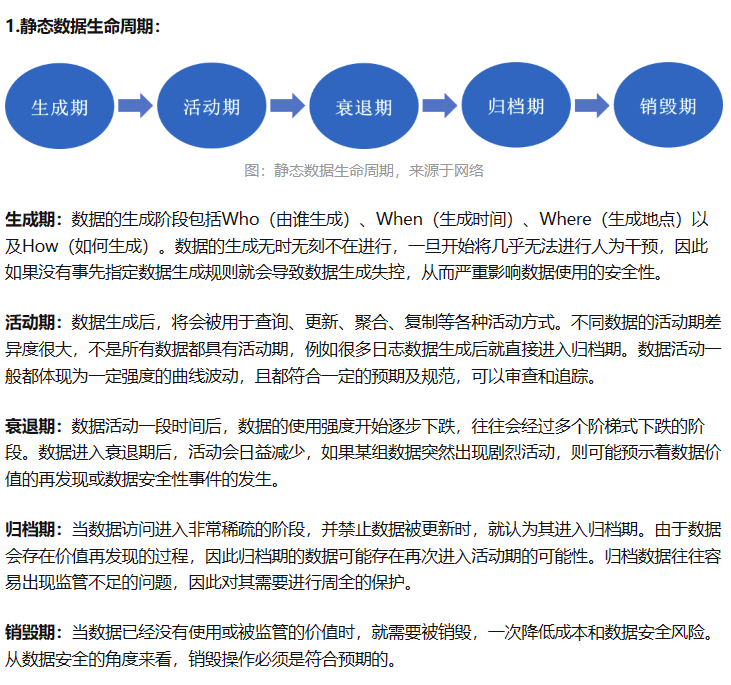 1.静态数据生命周期：
生成期 活动期 衰退期 归档期 销毁期
图：静态数据生命周期，来源于网络
生成期：数据的生成阶段包括Who（由谁生成）、When（生成时间）、Where（生成地点）以
及How（如何生成）。数据的生成无时无刻不在进行，一旦开始将几乎无法进行人为干预，因此
如果没有事先指定数据生成规则就会导致数据生成失控，从而严重影响数据使用的安全性。
活动期：数据生成后，将会被用于查询、更新、聚合、复制等各种活动方式。不同数据的活动期差
异度很大，不是所有数据都具有活动期，例如很多日志数据生成后就直接进入归档期。数据活动一
般都体现为一定强度的曲线波动，且都符合一定的预期及规范，可以审查和追踪。
衰退期：数据活动一段时间后，数据的使用强度开始逐步下跌，往往会经过多个阶梯式下跌的阶
段。数据进入衰退期后，活动会日益减少，如果某组数据突然出现剧烈活动，则可能预示着数据价
值的再发现或数据安全性事件的发生。
归档期：当数据访问进入非常稀疏的阶段，并禁止数据被更新时，就认为其进入归档期。由于数据
会存在价值再发现的过程，因此归档期的数据可能存在再次进入活动期的可能性。归档数据往往容
易出现监管不足的问题，因此对其需要进行周全的保护。
销毁期：当数据已经没有使用或被监管的价值时，就需要被销毁，一次降低成本和数据安全风险。
从数据安全的角度来看，销毁操作必须是符合预期的。